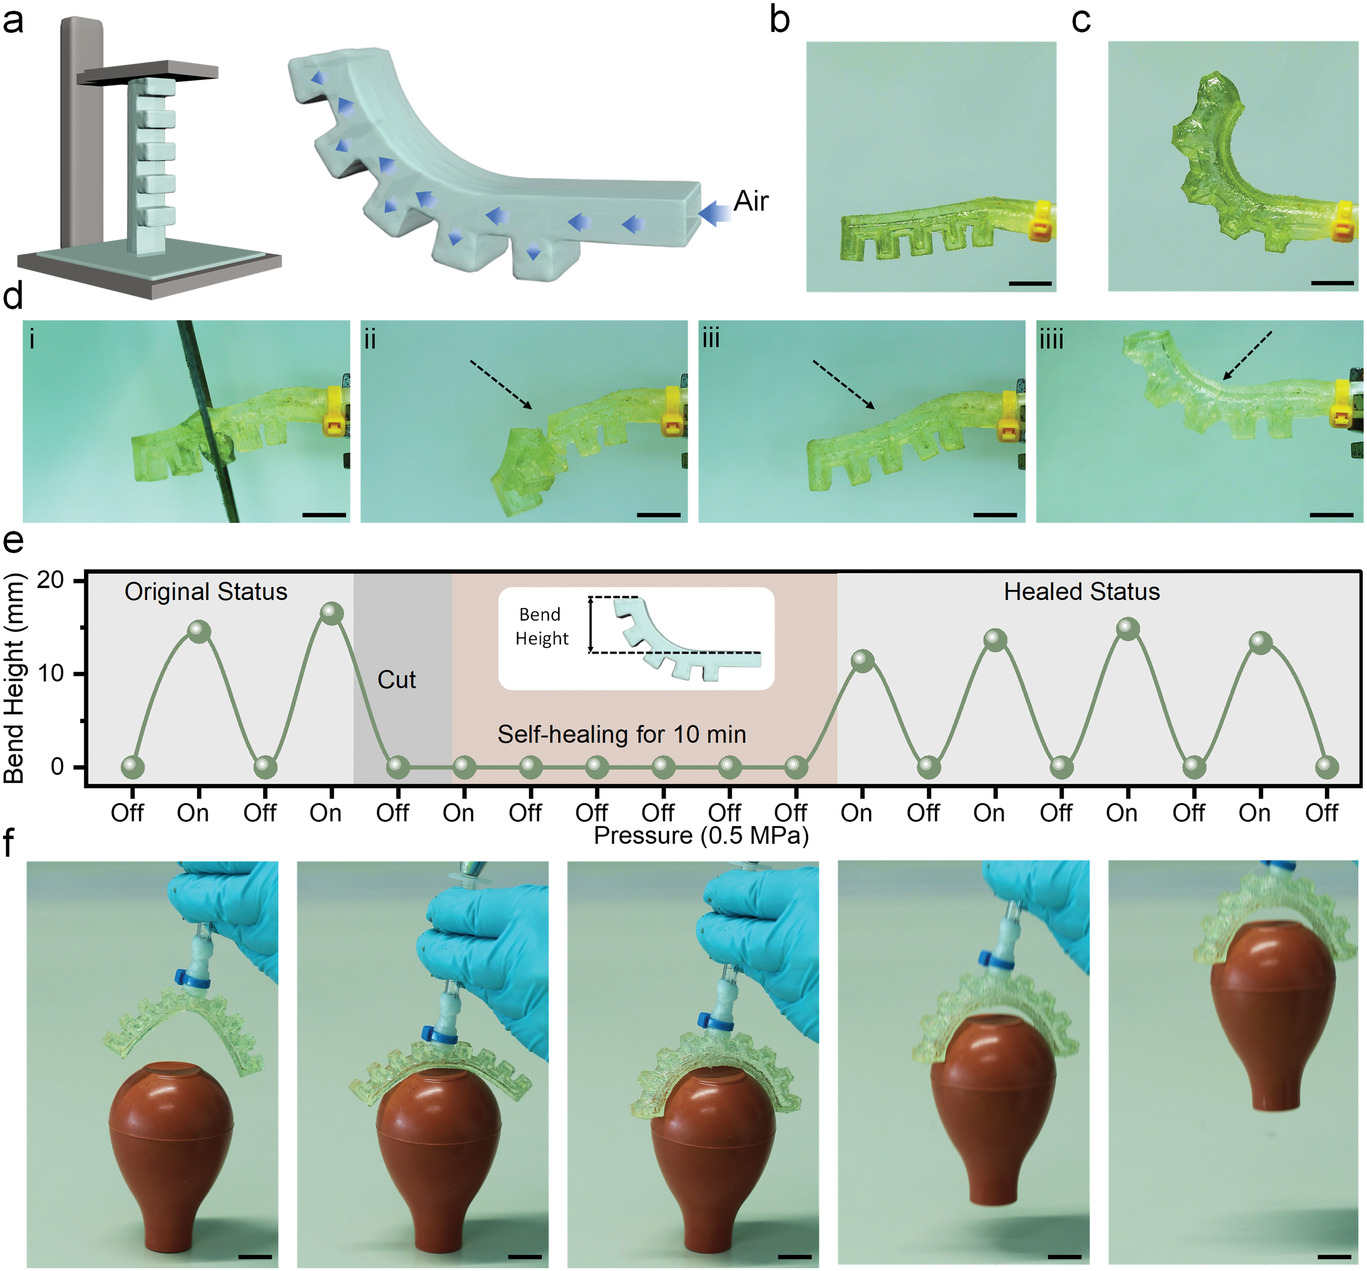 a
Air
b
c
d
i
ii
iii
iiii
e
Bend Height (mm)
20
10
0
Original Status
Cut
Bend
Height
Self-healing for 10 min
Healed Status
Off On Off On Off On Off Off Off Off Off On Off On Off On Off On Off
Pressure (0.5 MPa)
f